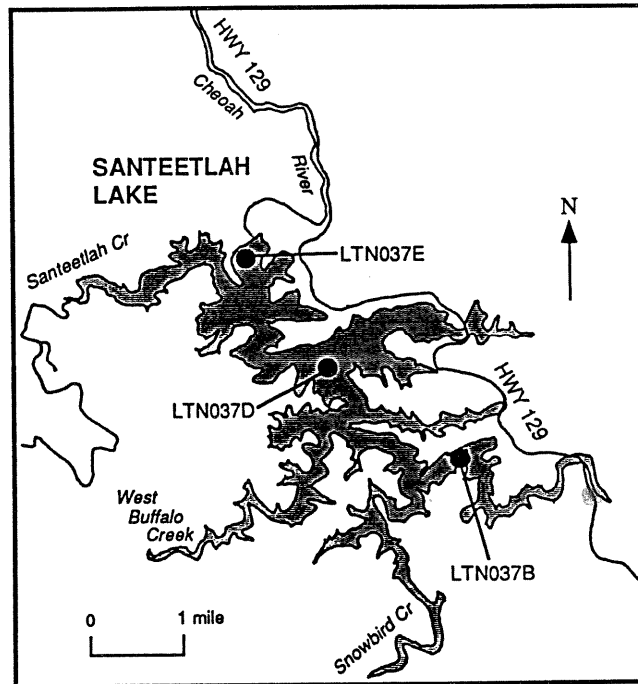 HWY 129
Cheoah
River
SANTEETLAH
LAKE
N
Santeetlah Cr
LTN037E
LTN037D
HWY 129
West
Buffalo
Creek
LTN037B
0 1 mile
Snowbird Cr